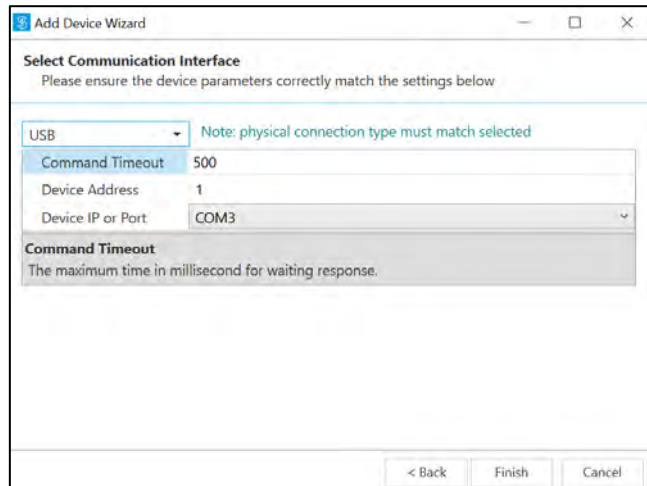 Add Device Wizard
Select Communication Interface
Please ensure the device parameters correctly match the settings below
USB Note: physical connection type must match selected
Command Timeout 500
Device Address 1
Device IP or Port COM3
Command Timeout
The maximum time in millisecond for waiting response.
< Back Finish Cancel